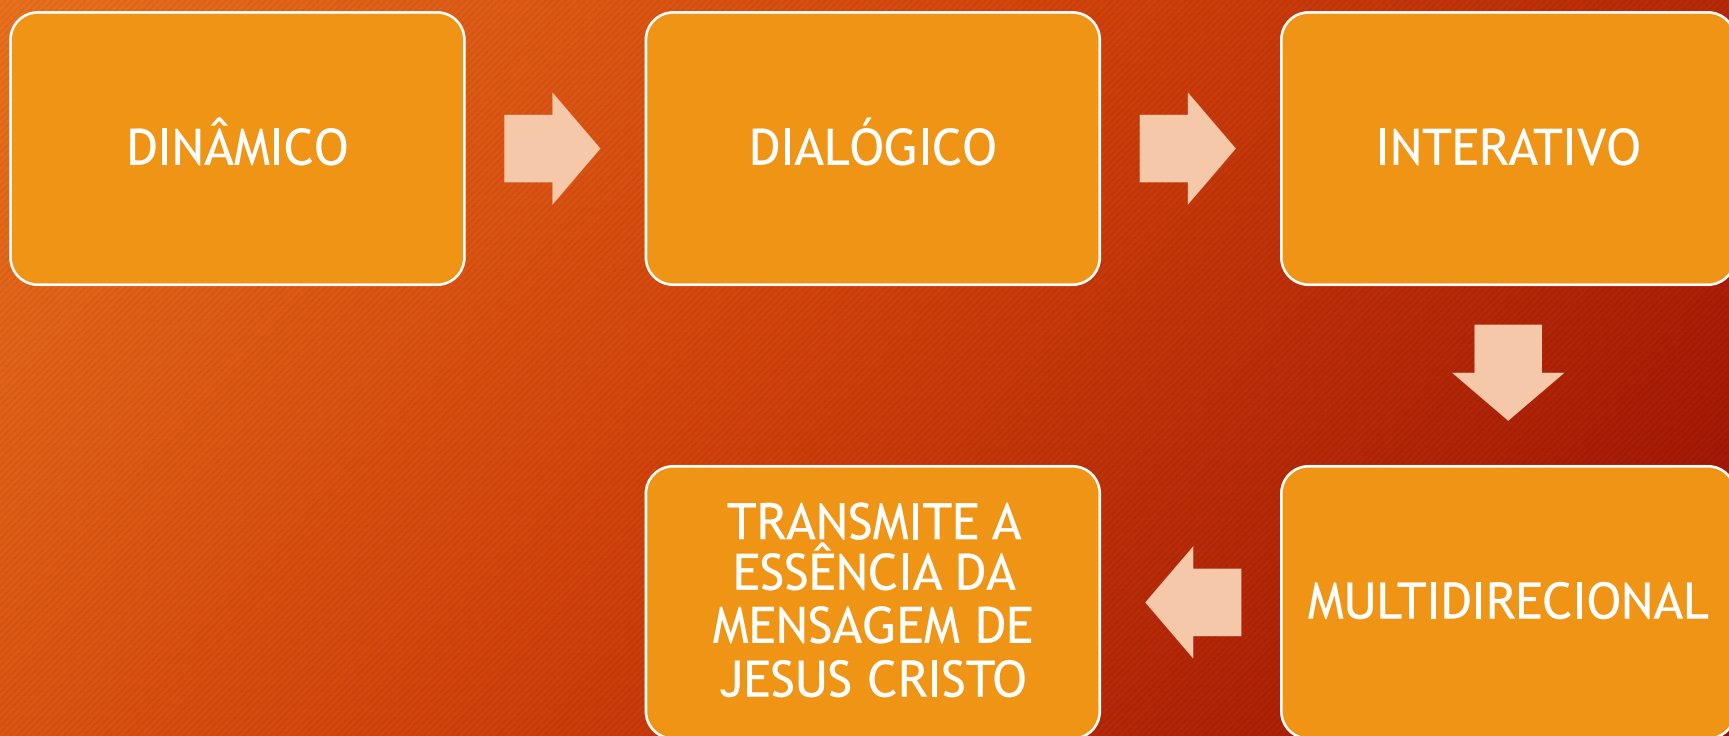 DINÂMICO
DIALÓGICO
INTERATIVO
MULTIDIRECIONAL
TRANSMITE A
ESSÊNCIA DA
MENSAGEM DE
JESUS CRISTO